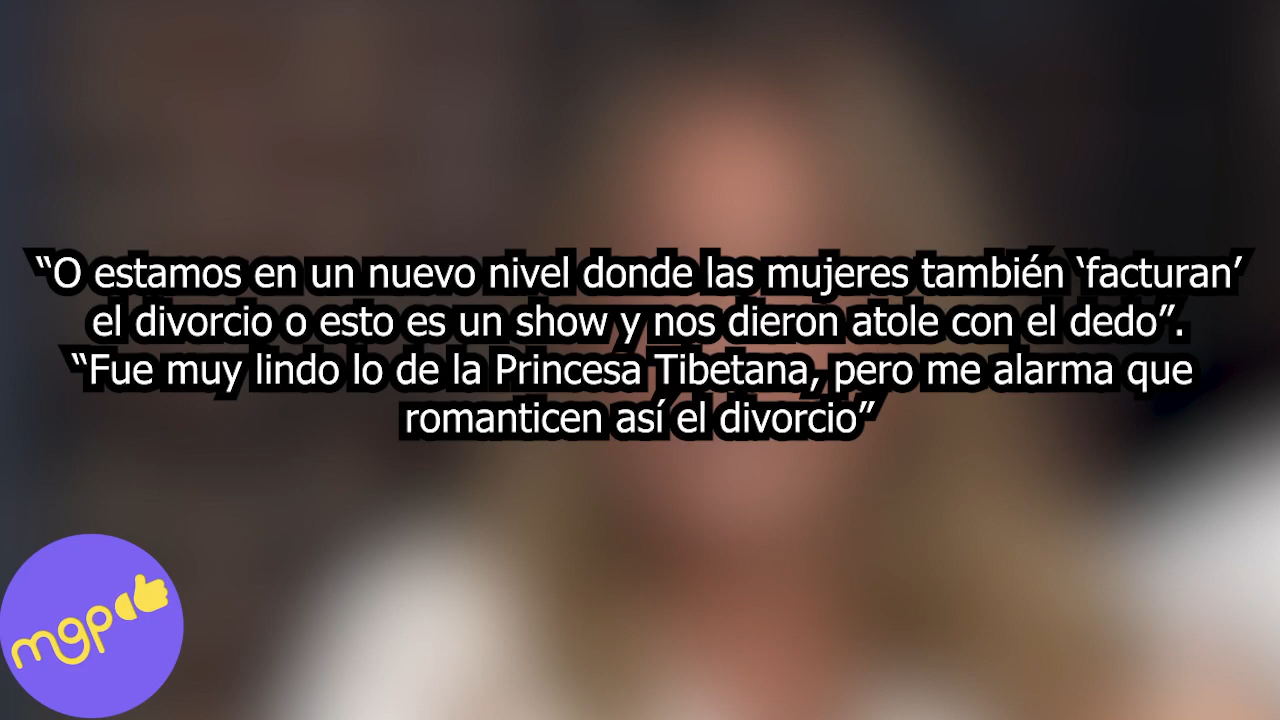 “O estamos en un nuevo nivel donde las mujeres también ‘facturan’
el divorcio o esto es un show y nos dieron atole con el dedo”.
“Fue muy lindo lo de la Princesa Tibetana, pero me alarma que
romanticen así el divorcio”
mgp